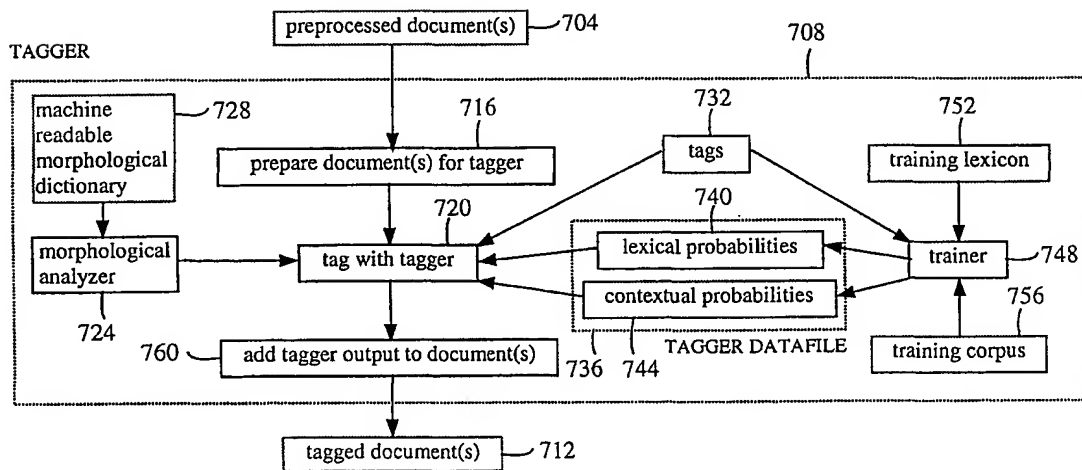 preprocessed document(s) 704
TAGGER
708
machine
readable
morphological
dictionary
728
716
732
752
prepare document(s) for tagger
tags
training lexicon
720
740
morphological
analyzer
724
tag with tagger
lexical probabilities
trainer
748
contextual probabilities
756
760
add tagger output to document(s)
736
744
TAGGER DATAFILE
training corpus
tagged document(s) 712